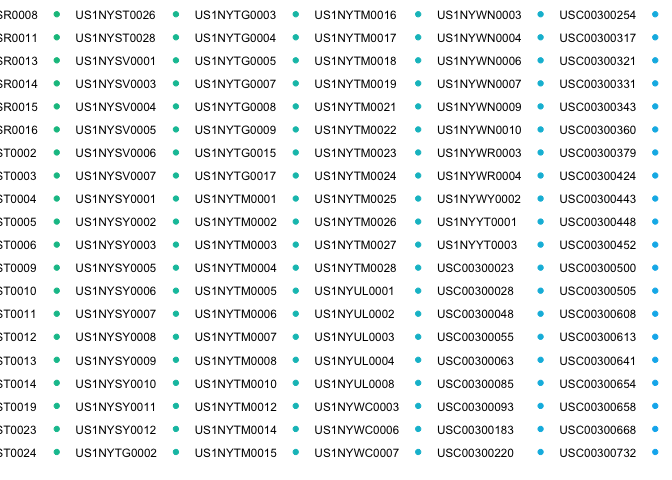 SR0008 US1NYST0026 US1NYTG0003 US1NYTM0016 US1NYWN0003 USC00300254
SR0011 US1NYST0028 US1NYTG0004 US1NYTM0017 US1NYWN0004 USC00300317
SR0013 US1NYSV0001 US1NYTG0005 US1NYTM0018 US1NYWN0006 USC00300321
SR0014 US1NYSV0003 US1NYTG0007 US1NYTM0019 US1NYWN0007 USC00300331
SR0015 US1NYSV0004 US1NYTG0008 US1NYTM0021 US1NYWN0009 USC00300343
SR0016 US1NYSV0005 US1NYTG0009 US1NYTM0022 US1NYWN0010 USC00300360
ST0002 US1NYSV0006 US1NYTG0015 US1NYTM0023 US1NYWR0003 USC00300379
ST0003 US1NYSV0007 US1NYTG0017 US1NYTM0024 US1NYWR0004 USC00300424
ST0004 US1NYSY0001 US1NYTM0001 US1NYTM0025 US1NYWY0002 USC00300443
ST0005 US1NYSY0002 US1NYTM0002 US1NYTM0026 US1NYYT0001 USC00300448
ST0006 US1NYSY0003 US1NYTM0003 US1NYTM0027 US1NYYT0003 USC00300452
ST0009 US1NYSY0005 US1NYTM0004 US1NYTM0028 USC00300023 USC00300500
ST0010 US1NYSY0006 US1NYTM0005 US1NYUL0001 USC00300028 USC00300505
ST0011 US1NYSY0007 US1NYTM0006 US1NYUL0002 USC00300048 USC00300608
ST0012 US1NYSY0008 US1NYTM0007 US1NYUL0003 USC00300055 USC00300613
ST0013 US1NYSY0009 US1NYTM0008 US1NYUL0004 USC00300063 USC00300641
ST0014 US1NYSY0010 US1NYTM0010 US1NYUL0008 USC00300085 USC00300654
ST0019 US1NYSY0011 US1NYTM0012 US1NYWC0003 USC00300093 USC00300658
ST0023 US1NYSY0012 US1NYTM0014 US1NYWC0006 USC00300183 USC00300668
ST0024 US1NYTG0002 US1NYTM0015 US1NYWC0007 USC00300220 USC00300732